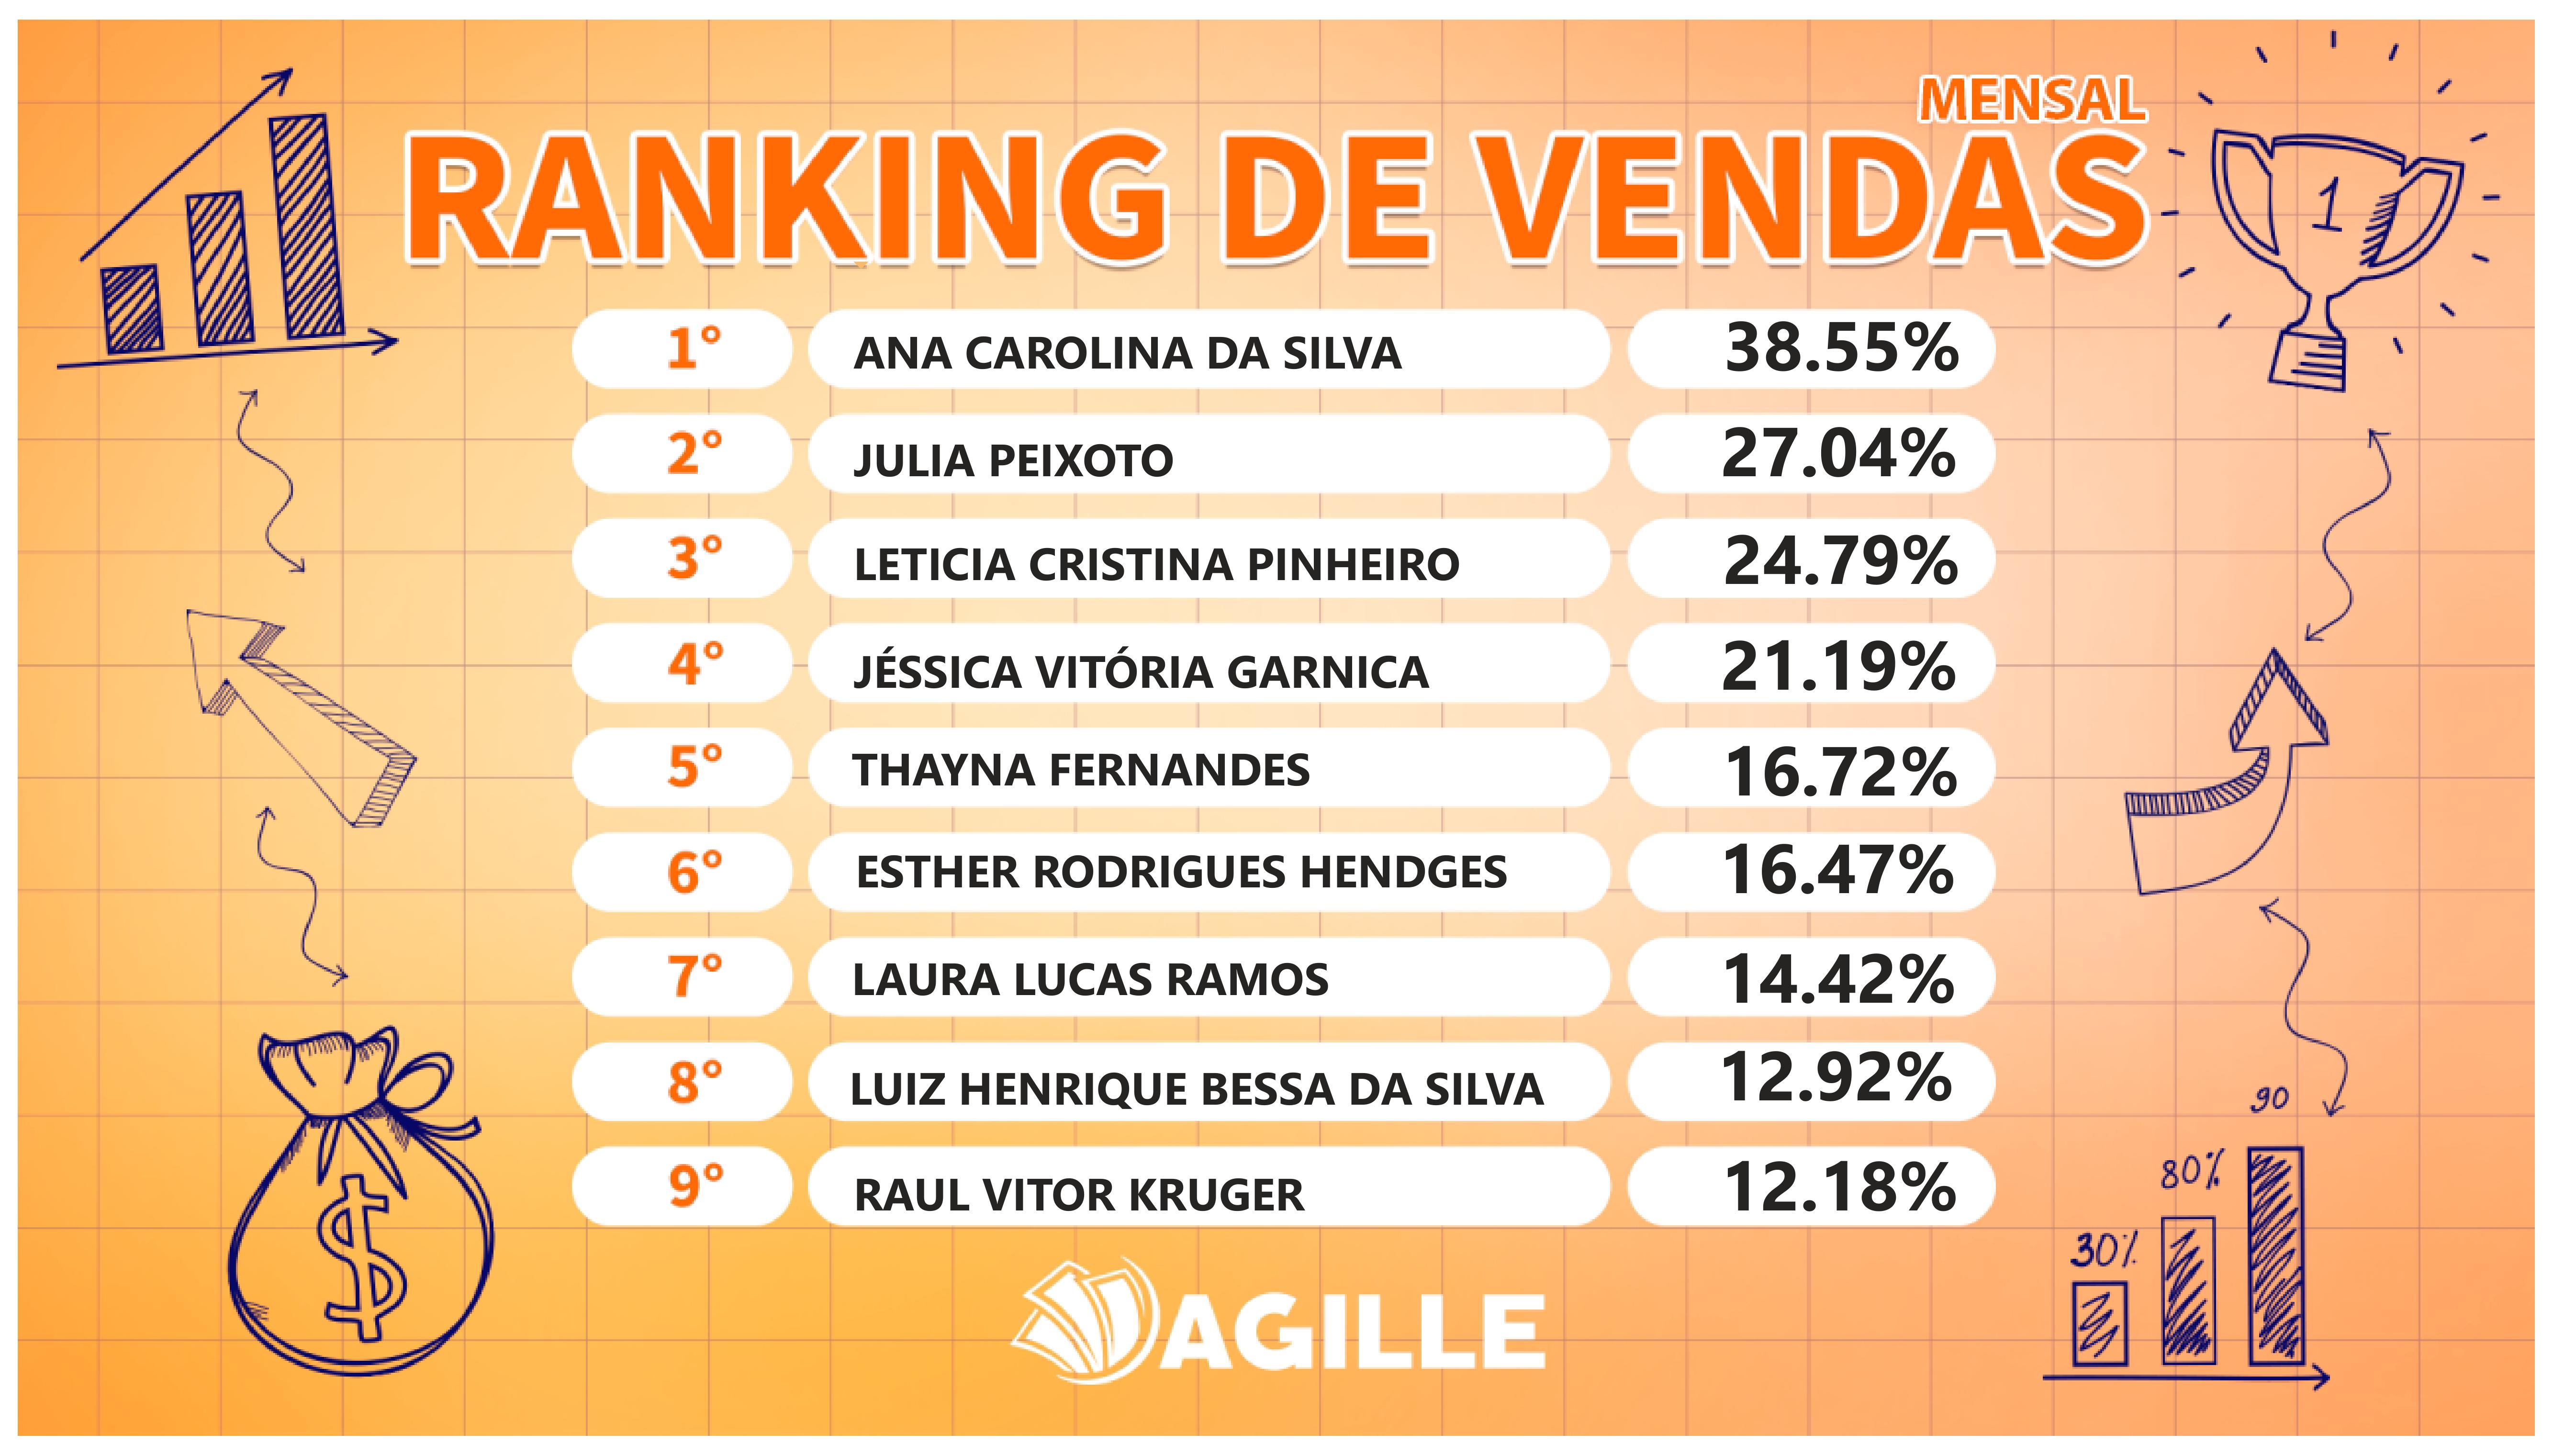 MENSAL
RANKING DE VENDAS
1
1° ANA CAROLINA DA SILVA 38.55%
2° JULIA PEIXOTO 27.04%
3° LETICIA CRISTINA PINHEIRO 24.79%
4° JÉSSICA VITÓRIA GARNICA 21.19%
5° THAYNA FERNANDES 16.72%
6° ESTHER RODRIGUES HENDGES 16.47%
7° LAURA LUCAS RAMOS 14.42%
8° LUIZ HENRIQUE BESSA DA SILVA 12.92%
9° RAUL VITOR KRUGER 12.18%
90
80%
30%
$
AGILLE